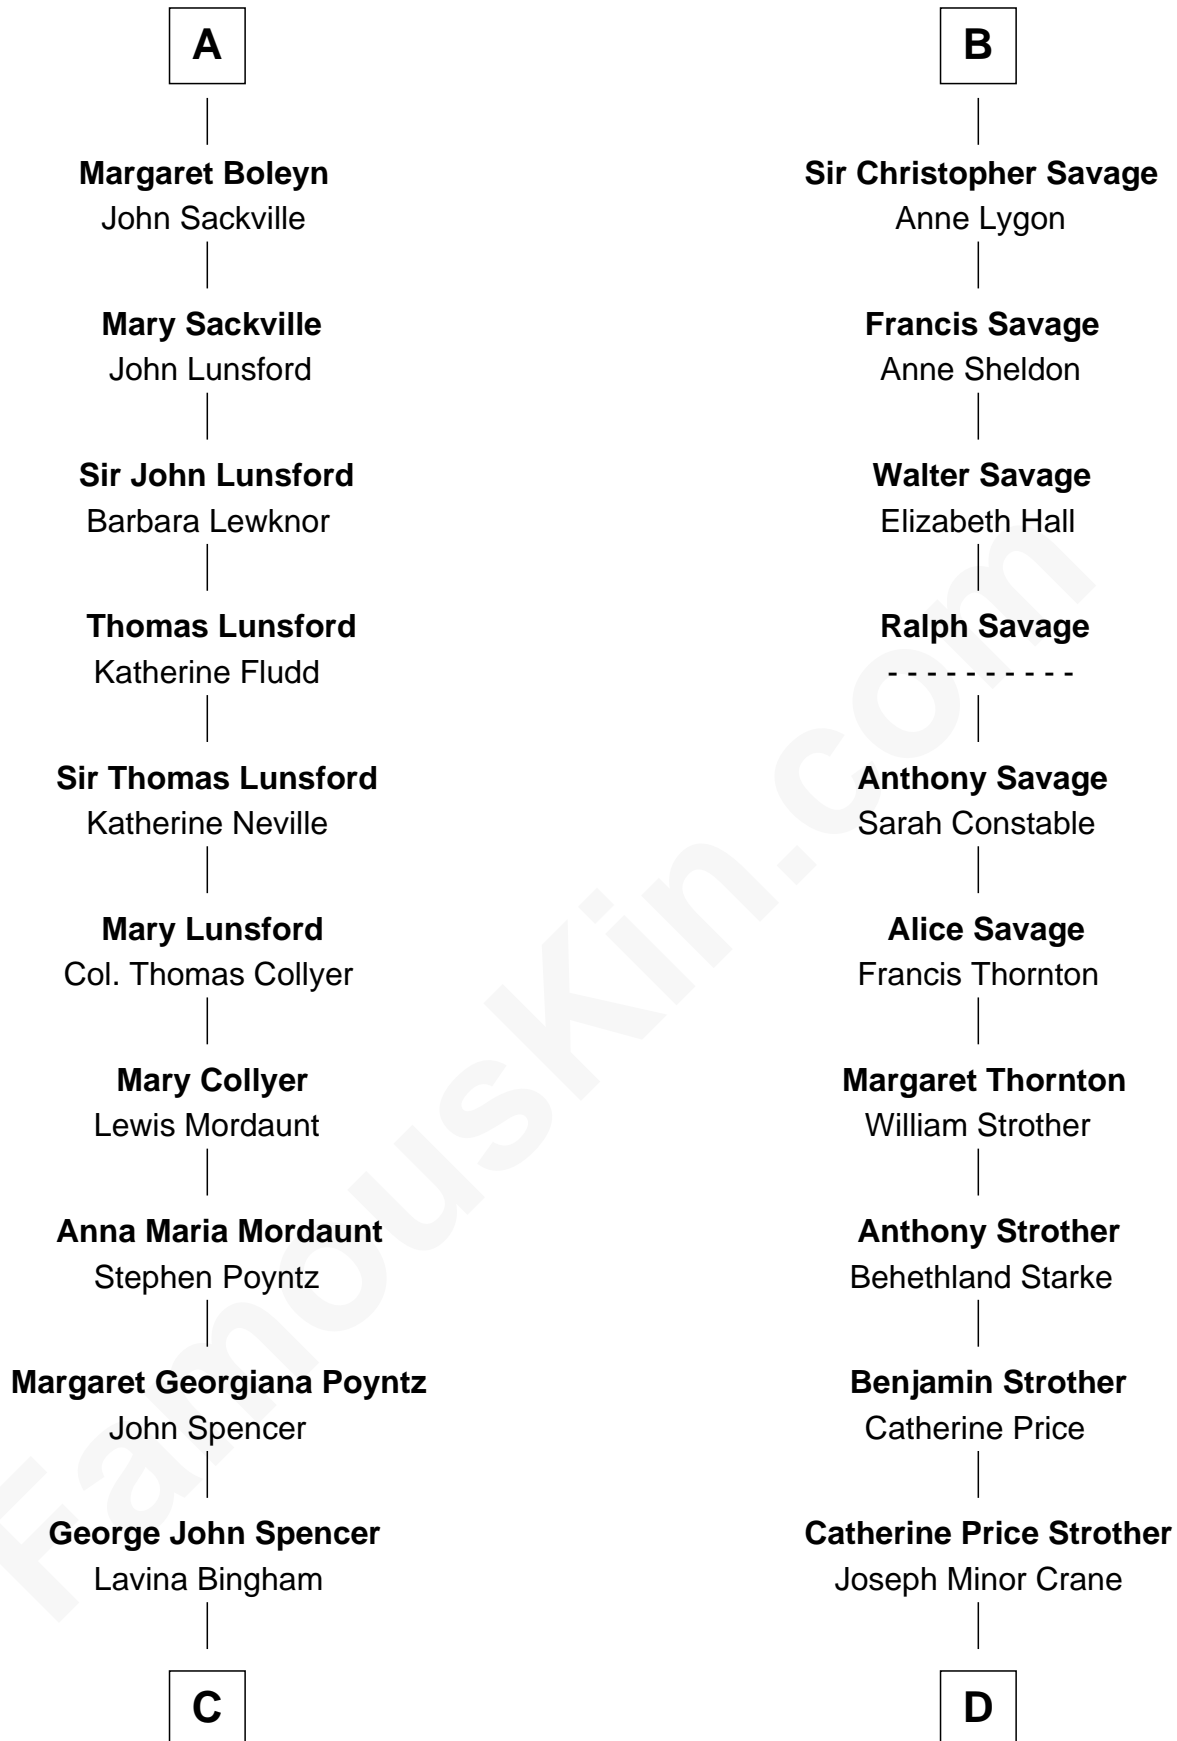 A
Margaret Boleyn
John Sackville
Mary Sackville
John Lunsford
Sir John Lunsford
Barbara Lewknor
Thomas Lunsford
Katherine Fludd
Sir Thomas Lunsford
Katherine Neville
Mary Lunsford
Col. Thomas Collyer
Mary Collyer
Lewis Mordaunt
Anna Maria Mordaunt
Stephen Poyntz
Margaret Georgiana Poyntz
John Spencer
George John Spencer
Lavina Bingham
C
B
Sir Christopher Savage
Anne Lygon
Francis Savage
Anne Sheldon
Walter Savage
Elizabeth Hall
Ralph Savage
- - - - - - - - - -
Anthony Savage
Sarah Constable
Alice Savage
Francis Thornton
Margaret Thornton
William Strother
Anthony Strother
Behethland Starke
Benjamin Strother
Catherine Price
Catherine Price Strother
Joseph Minor Crane
D
FamousKin.com